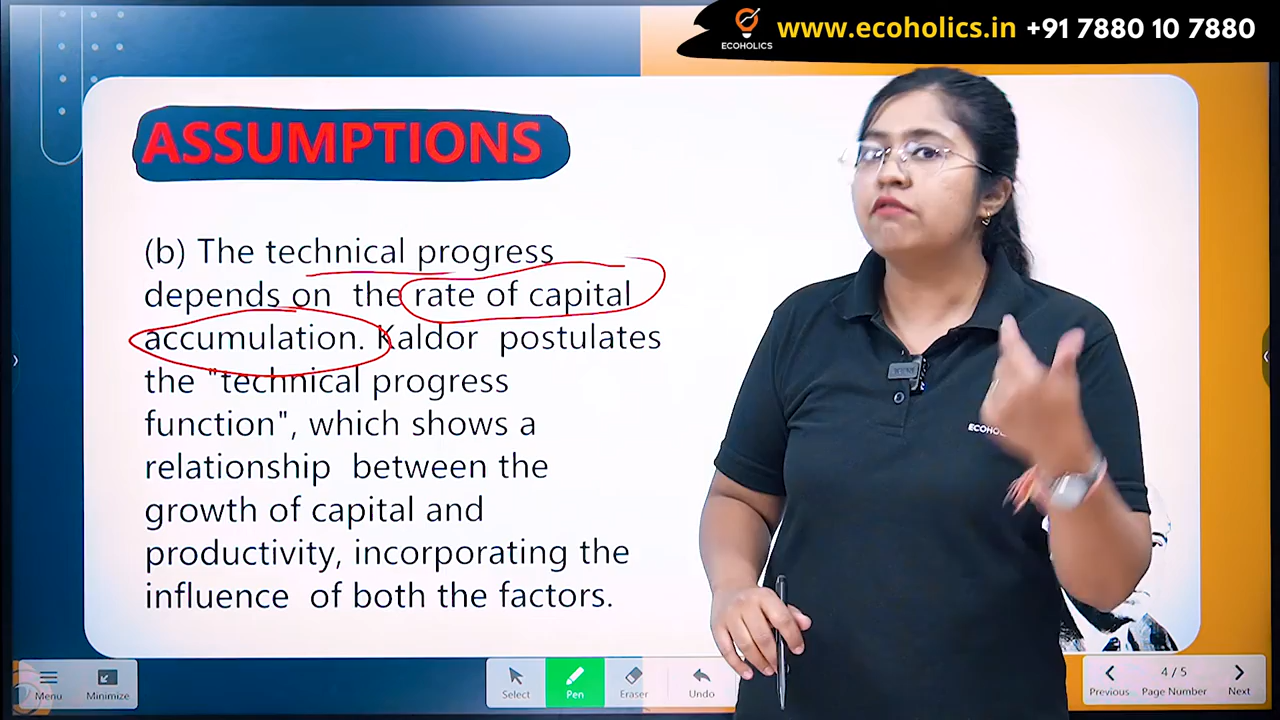 ECOHOLICS
www.ecoholics.in +91 7880 10 7880
ASSUMPTIONS
(b) The technical progress
depends on the rate of capital
accumulation. Kaldor postulates
the "technical progress
function", which shows a
relationship between the
growth of capital and
productivity, incorporating the
influence of both the factors.
ECOHOL
Menu
Minimize
Select
Pen
Eraser
Undo
Previous
4/5
Page Number
Next